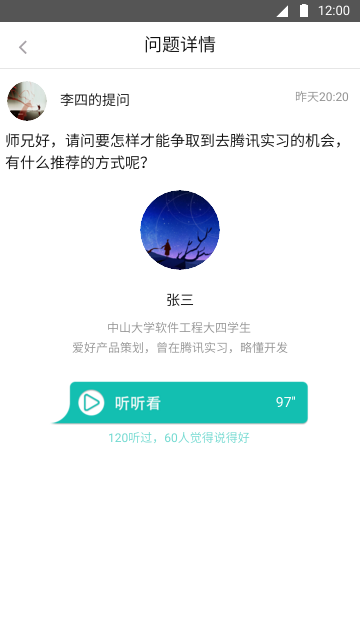 12:00
问题详情
李四的提问
昨天20:20
师兄好，请问要怎样才能争取到去腾讯实习的机会，
有什么推荐的方式呢？
张三
中山大学软件工程大四学生
爱好产品策划，曾在腾讯实习，略懂开发
听听看
97"
120听过，60人觉得说得好